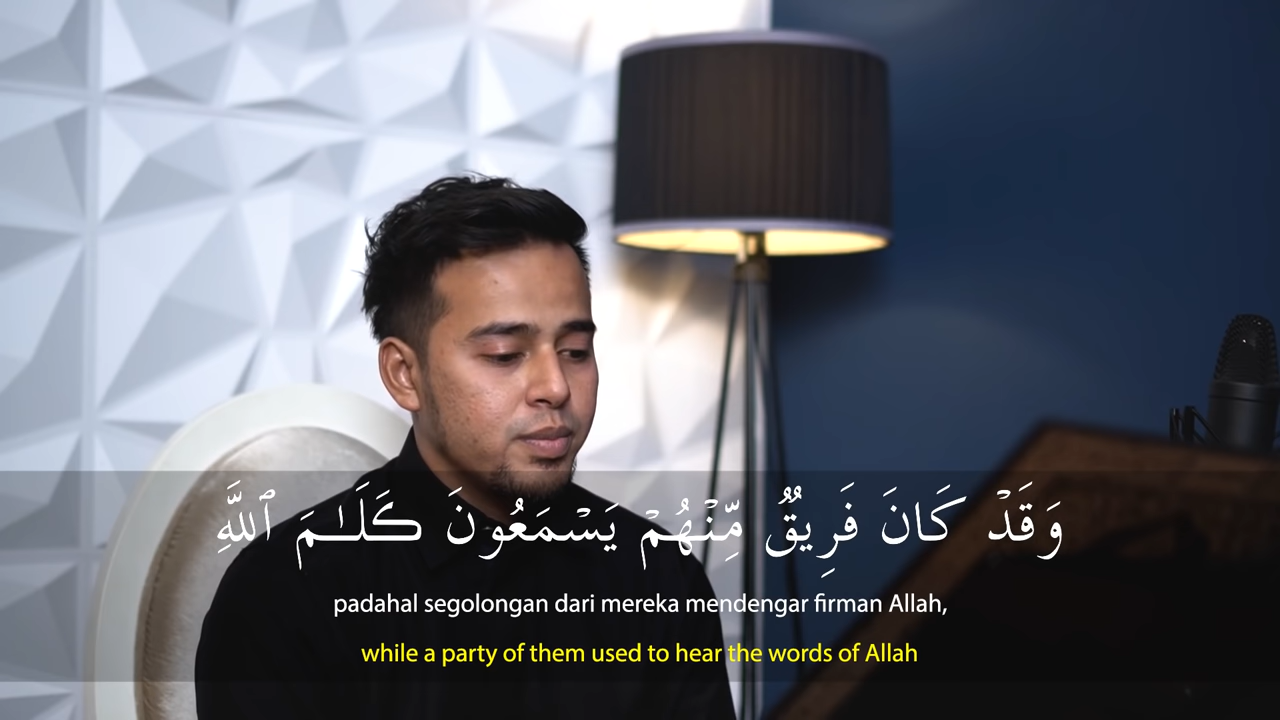 وَقَدْ كَانَ فَرِيقٌ مِّنْهُمْ يَسْمَعُونَ كَلَـٰمَ ٱللَّهِ
padahal segolongan dari mereka mendengar firman Allah,
while a party of them used to hear the words of Allah